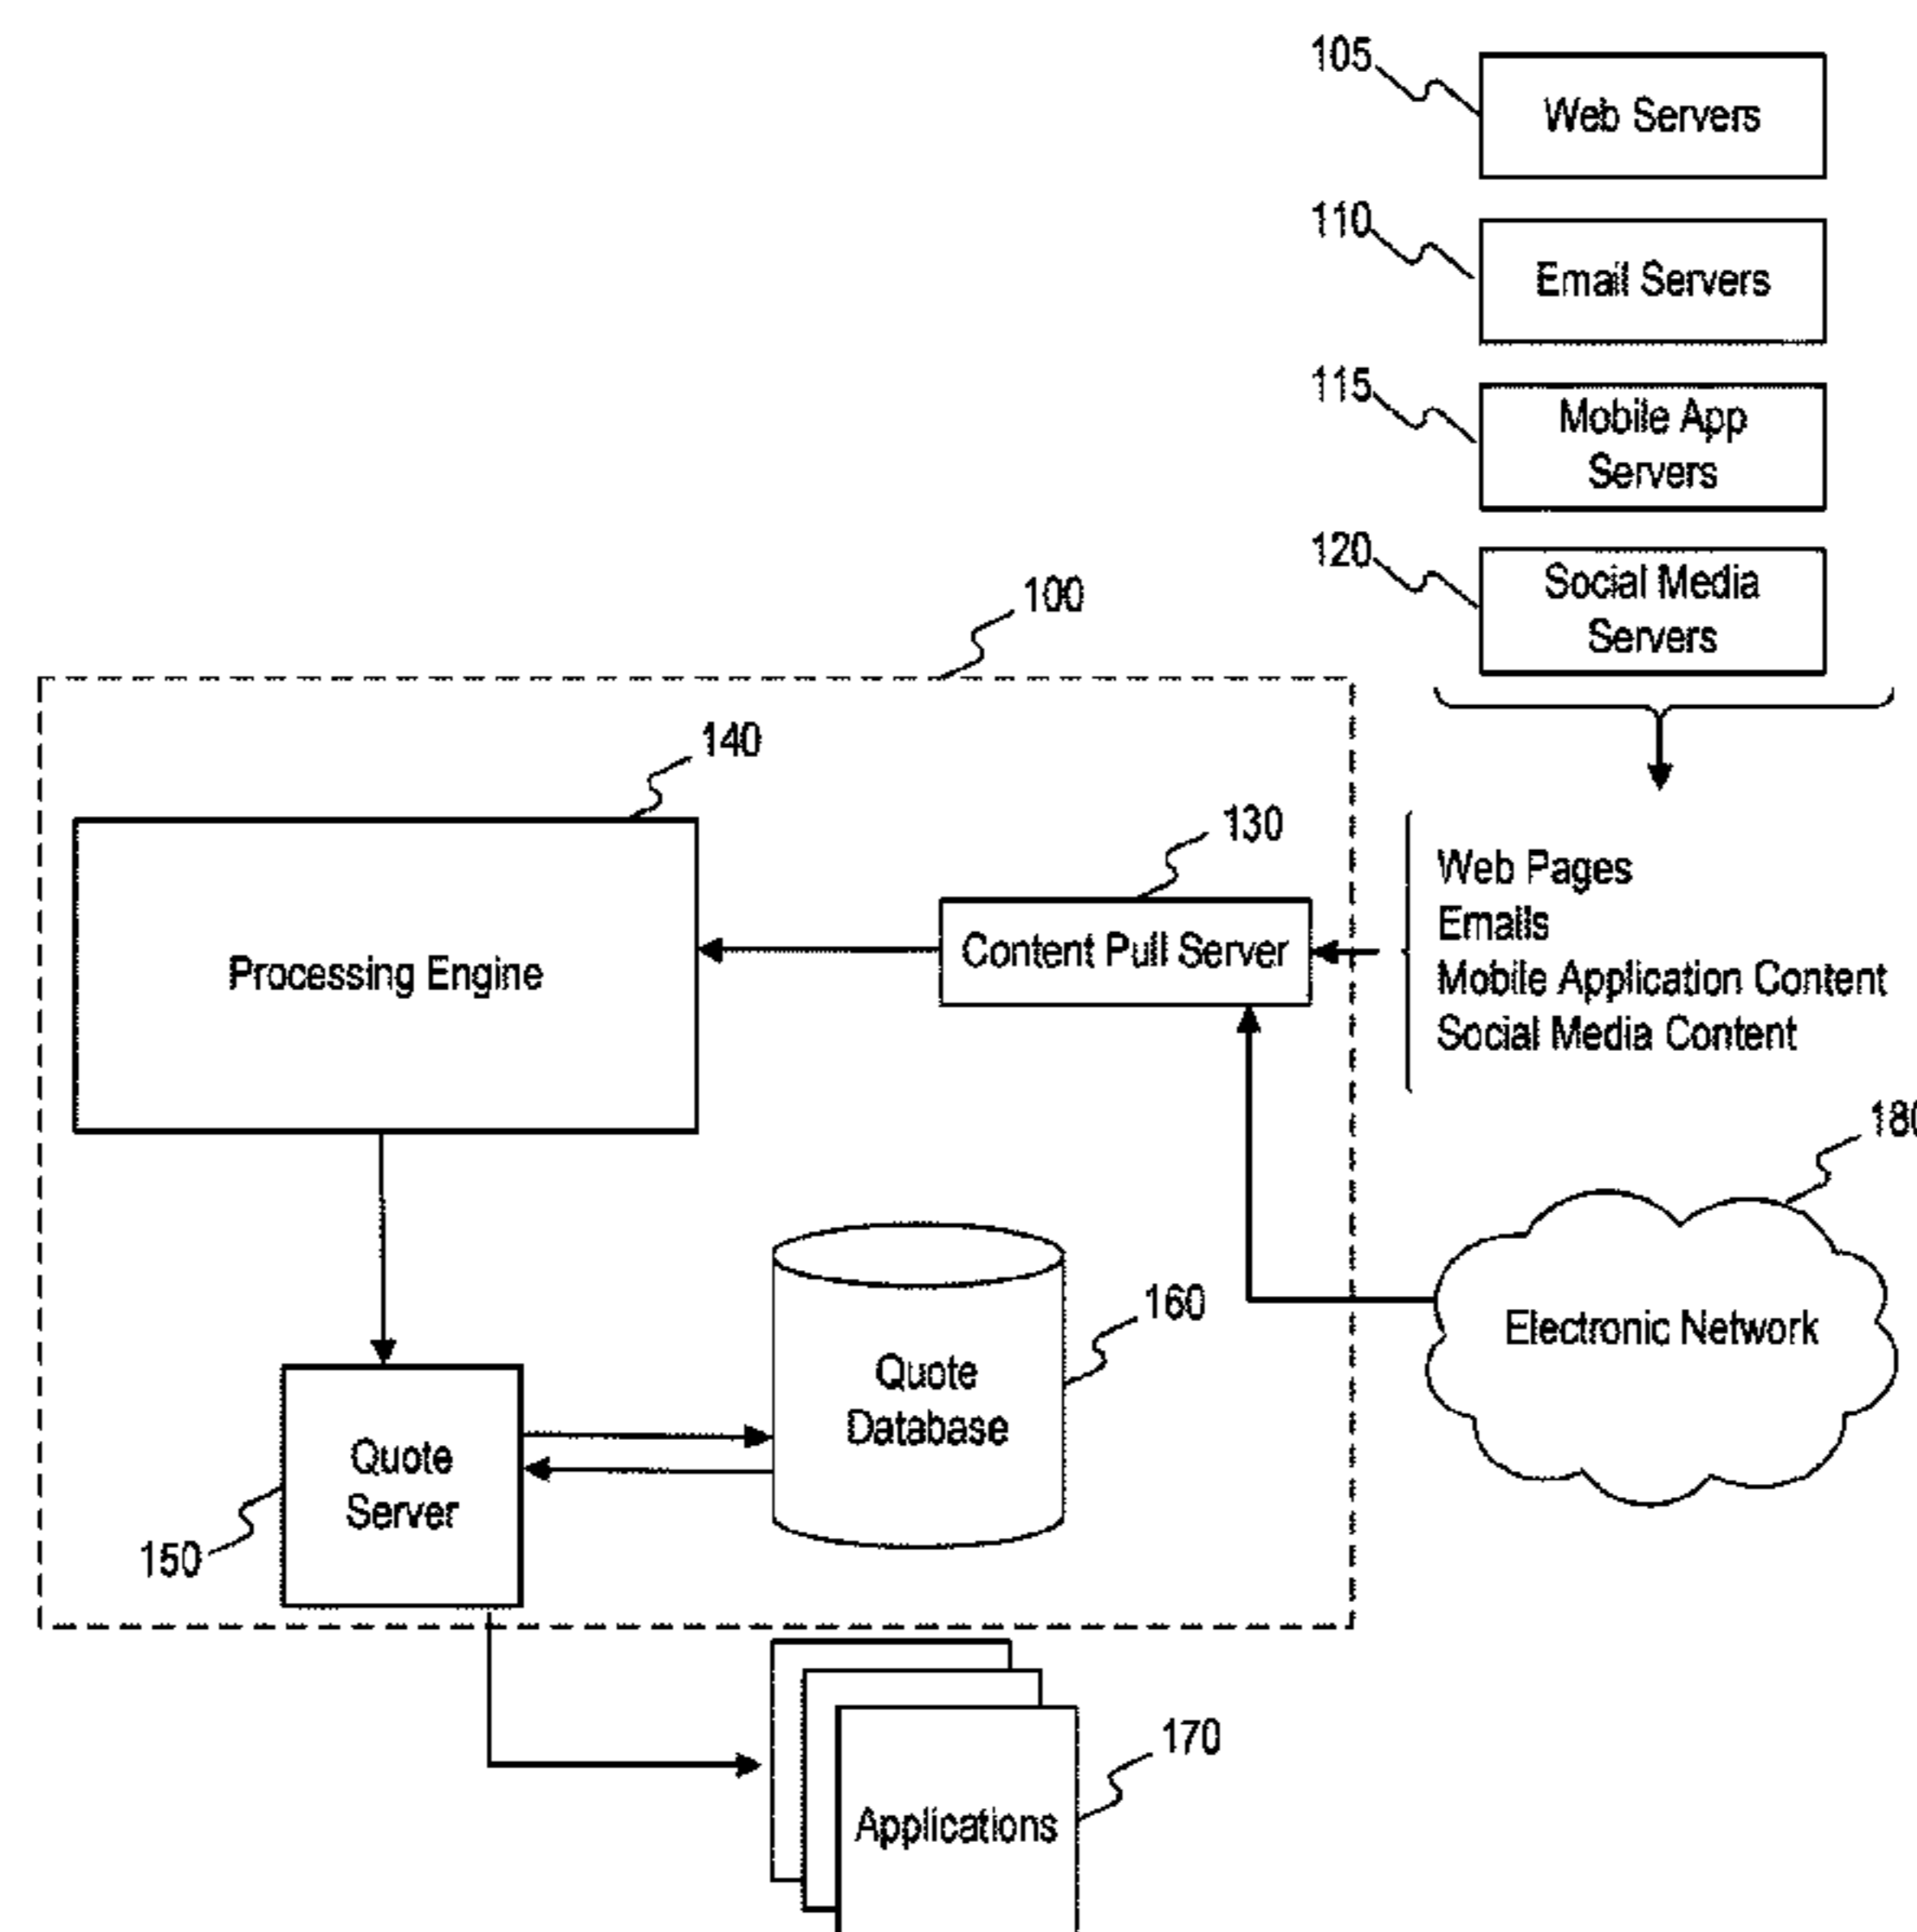 105
Web Servers
110
Email Servers
115
Mobile App
Servers
120
Social Media
Servers
100
140
130
Web Pages
Emails
Mobile Application Content
Social Media Content
Content Pull Server
Processing Engine
180
160
Electronic Network
Quote
Database
Quote
Server
150
170
Applications